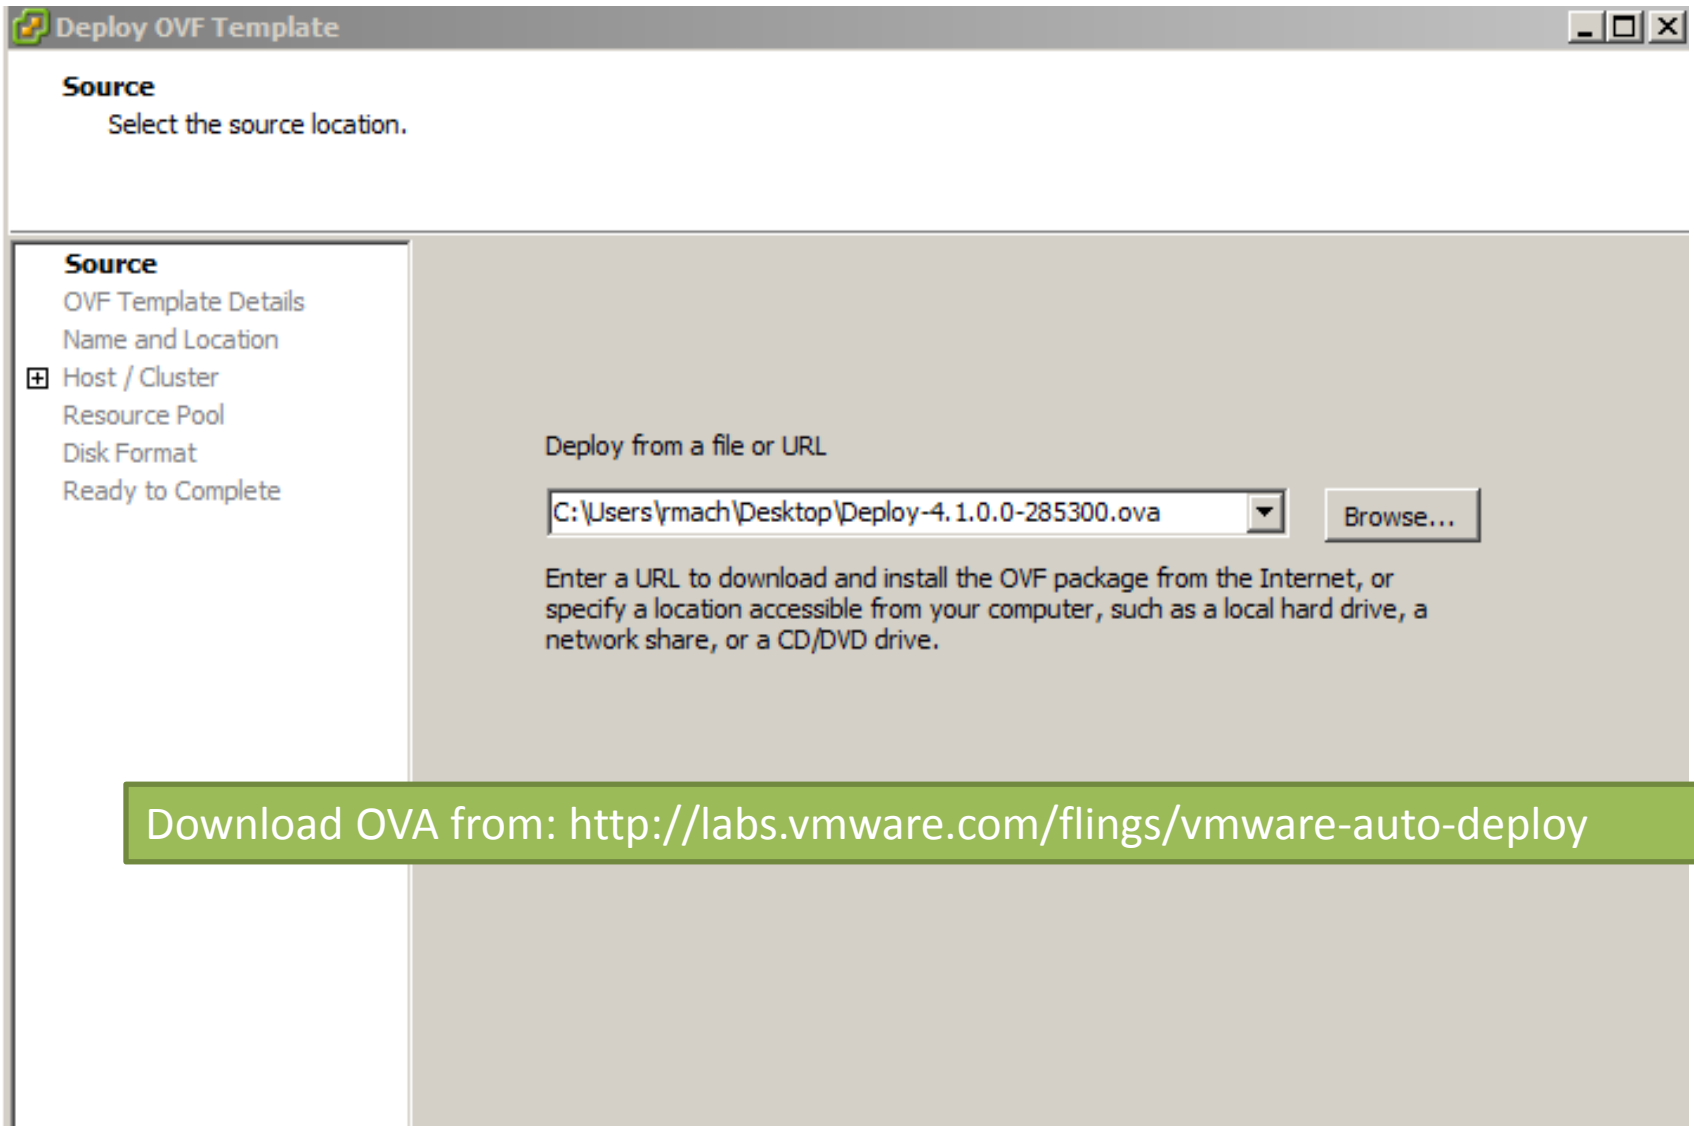 Deploy OVF Template
Source
Select the source location.
Source
OVF Template Details
Name and Location
Host / Cluster
Resource Pool
Disk Format
Ready to Complete
Deploy from a file or URL
C:\Users\rmach\Desktop\Deploy-4.1.0.0-285300.ova
Browse...
Enter a URL to download and install the OVF package from the Internet, or
specify a location accessible from your computer, such as a local hard drive, a
network share, or a CD/DVD drive.
Download OVA from: http://labs.vmware.com/flings/vmware-auto-deploy